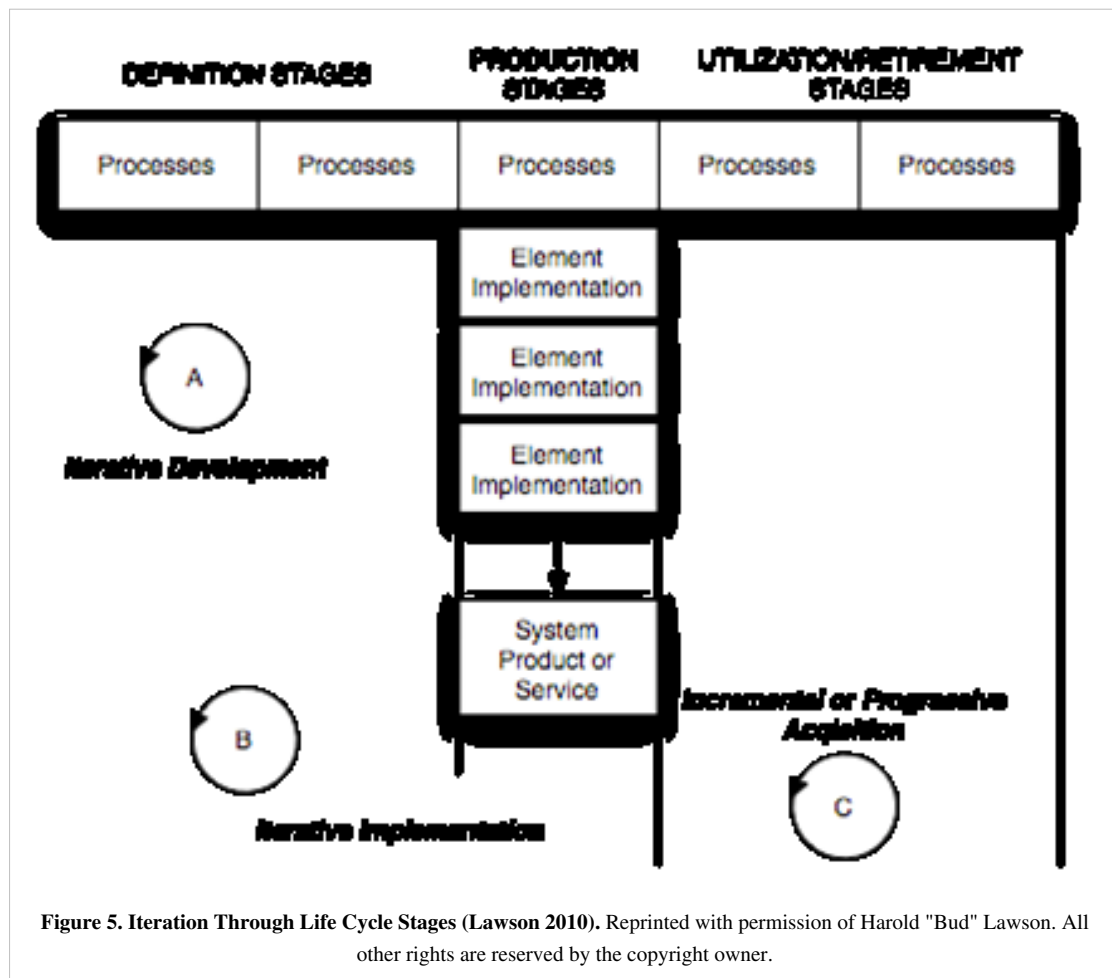 DEFINITION STAGES
PRODUCTION
STAGES
UTILIZATION/RETIREMENT
STAGES
Processes
Processes
Processes
Processes
Processes
Element
Implementation
Element
Implementation
Element
Implementation
A
Iterative Development
System
Product or
Service
B
Iterative Implementation
Incremental or Progressive
Acqisition
C
Figure 5. Iteration Through Life Cycle Stages (Lawson 2010). Reprinted with permission of Harold "Bud" Lawson. All
other rights are reserved by the copyright owner.